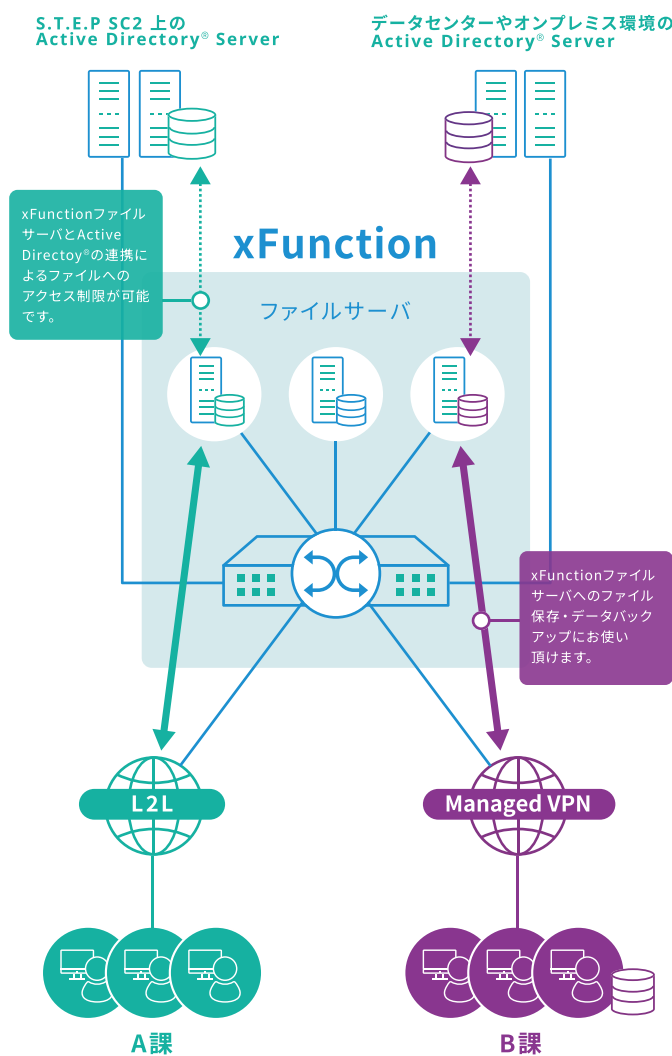 S.T.E.P SC2 上の
Active Directory® Server
データセンターやオンプレミス環境の
Active Directory® Server
xFunctionファイル
サーバとActive
Directoy®の連携に
よるファイルへの
アクセス制限が可能
です。
xFunction
ファイルサーバ
xFunctionファイル
サーバへのファイル
保存・データバック
アップにお使い
頂けます。
L2L
Managed VPN
A課
B課